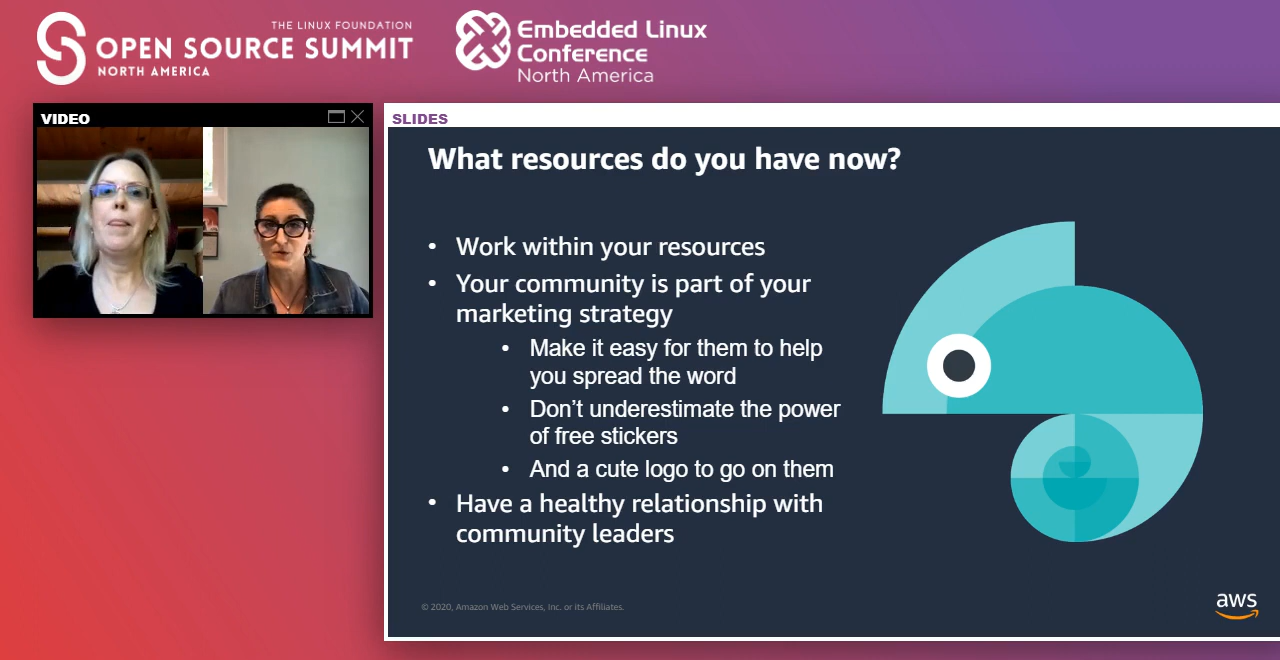 THE LINUX FOUNDATION
OPEN SOURCE SUMMIT
NORTH AMERICA
Embedded Linux
Conference
North America
VIDEO
SLIDES
What resources do you have now?
• Work within your resources
• Your community is part of your
marketing strategy
• Make it easy for them to help
you spread the word
• Don’t underestimate the power
of free stickers
• And a cute logo to go on them
• Have a healthy relationship with
community leaders
© 2020, Amazon Web Services, Inc. or its Affiliates.
aws